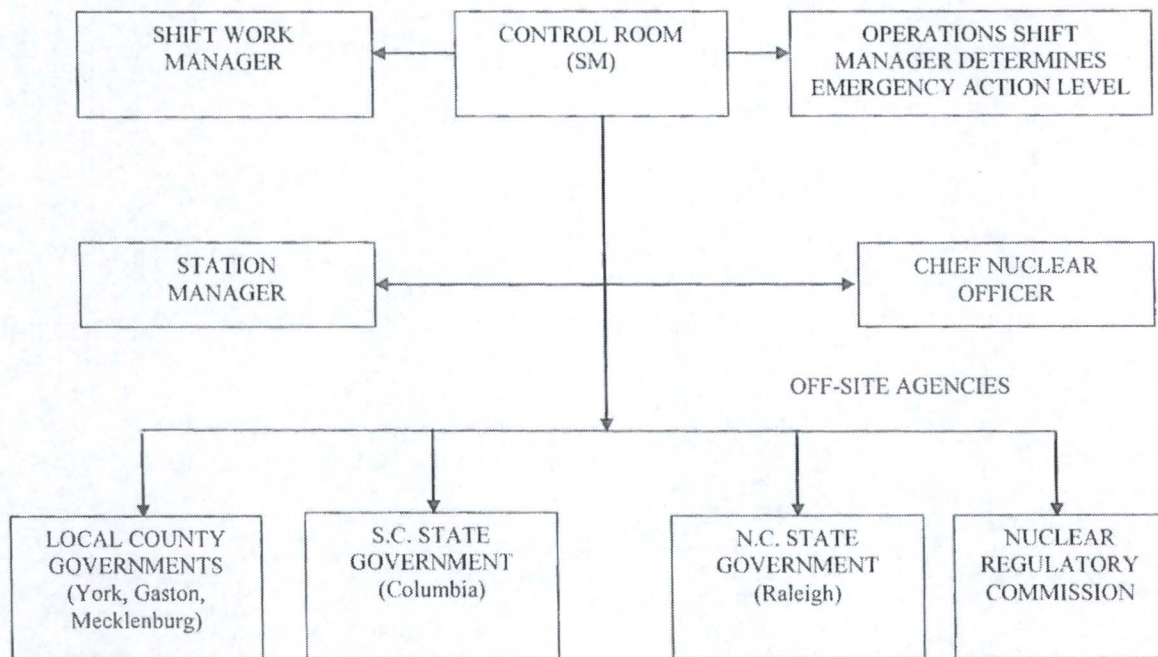 SHIFT WORK
MANAGER
CONTROL ROOM
(SM)
OPERATIONS SHIFT
MANAGER DETERMINES
EMERGENCY ACTION LEVEL
STATION
MANAGER
CHIEF NUCLEAR
OFFICER
OFF-SITE AGENCIES
LOCAL COUNTY
GOVERNMENTS
(York, Gaston,
Mecklenburg)
S.C. STATE
GOVERNMENT
(Columbia)
N.C. STATE
GOVERNMENT
(Raleigh)
NUCLEAR
REGULATORY
COMMISSION